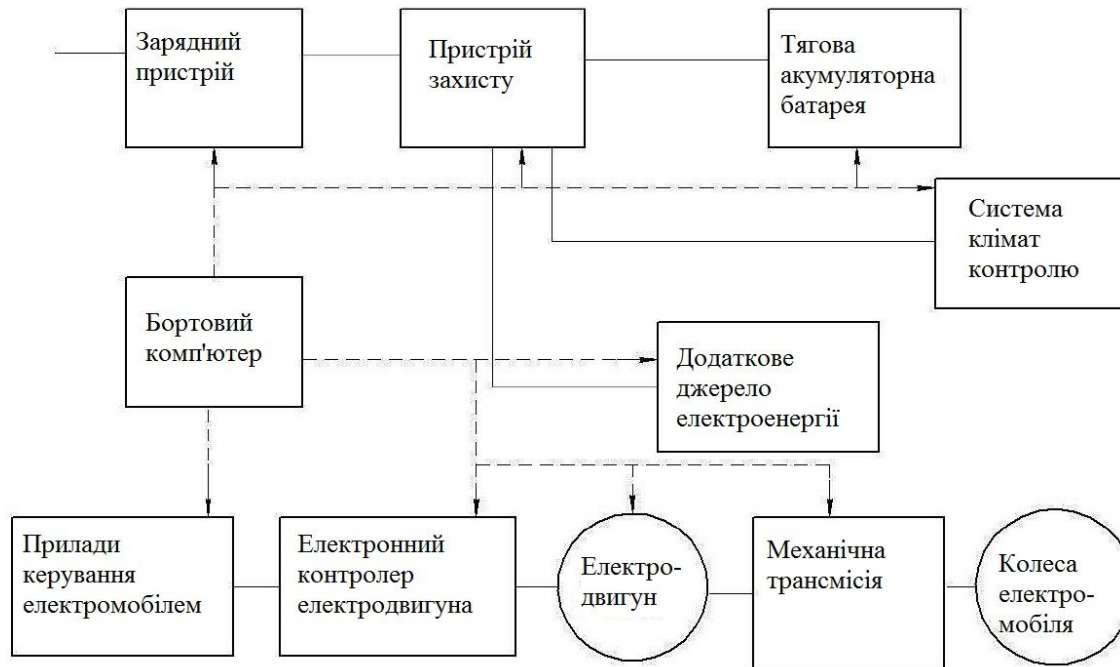 Зарядний
пристрій
Пристрій
захисту
Тягова
акумуляторна
батарея
Система
клімат
контролю
Бортовий
комп'ютер
Додаткове
джерело
електроенергії
Прилади
керування
електромобілем
Електронний
контролер
електродвигуна
Електро-
двигун
Механічна
трансмісія
Колеса
електро-
мобіля